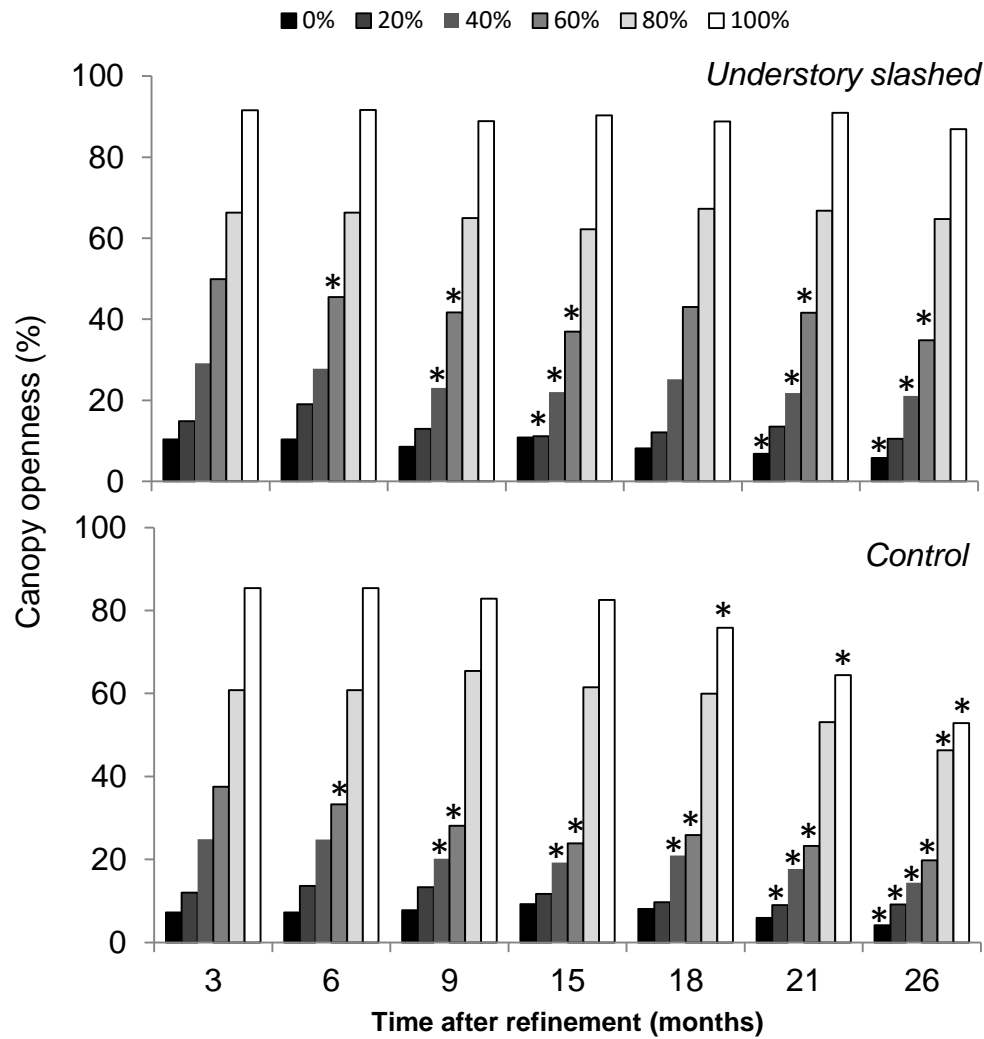 0% 20% 40% 60% 80% 100%
Understory slashed
100
80
60
40
20
0
* * * * * * * * * * * *
Canopy openness (%)
Control
100
80
60
40
20
0
* * * * * * * * * * * * * * * * * * *
3 6 9 15 18 21 26
Time after refinement (months)